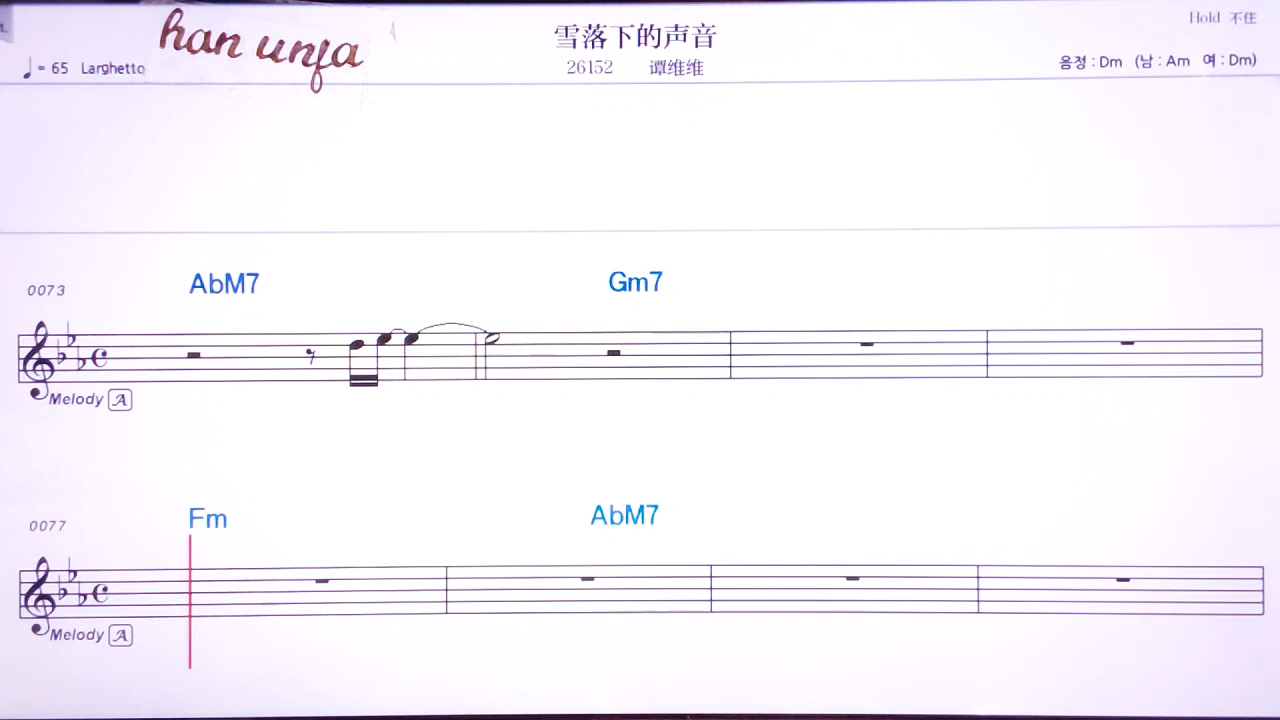 han unfa
雪落下的声音
Hold 不住
= 65 Larghetto
26152 谭维维
음정 : Dm (남 : Am 여 : Dm)
AbM7 Gm7
0073
Melody A
Fm AbM7
0077
Melody A